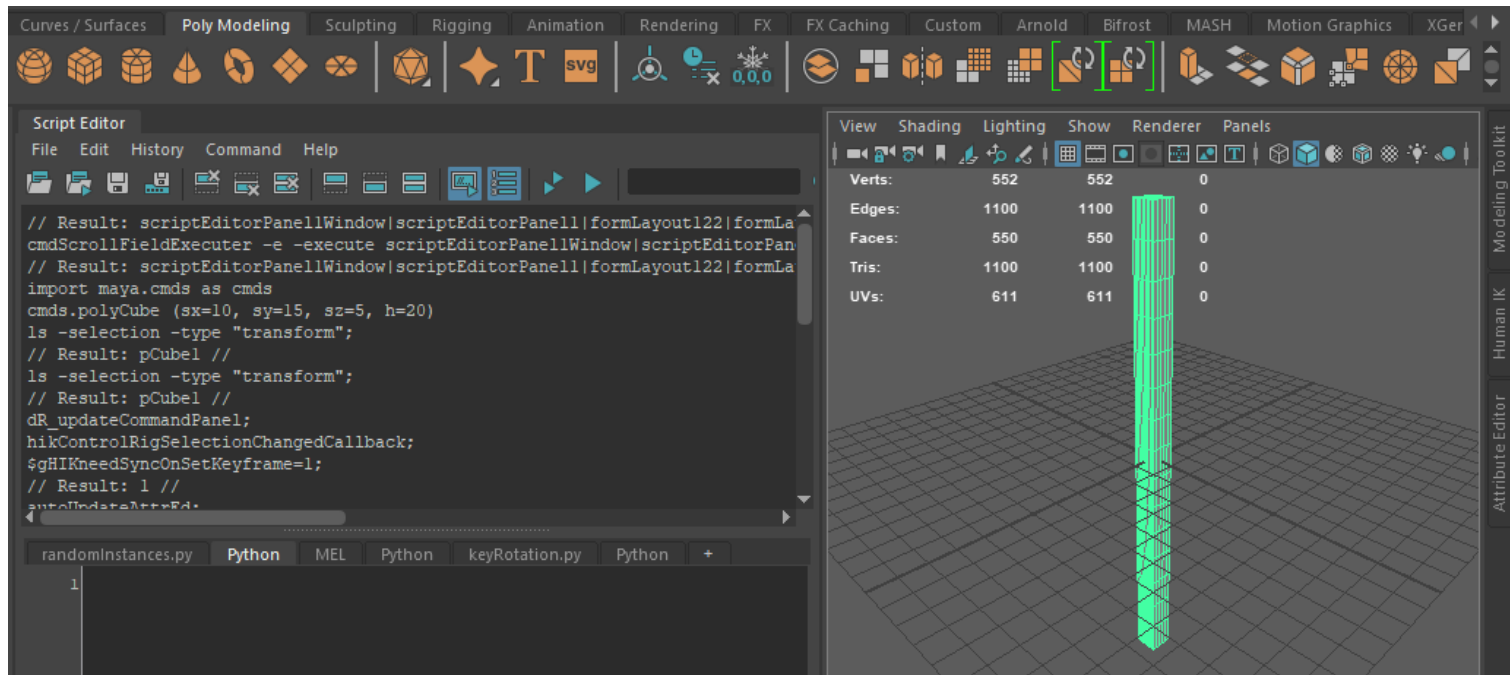 Curves / Surfaces Poly Modeling Sculpting Rigging Animation Rendering FX FX Caching Custom Arnold Bifrost MASH Motion Graphics XGer
T svg 0,0,0
Script Editor
File Edit History Command Help
// Result: scriptEditorPanel1Window|scriptEditorPanel1|formLayout122|formLa
cmdScrollFieldExecuter -e -execute scriptEditorPanel1Window|scriptEditorPan
// Result: scriptEditorPanel1Window|scriptEditorPanel1|formLayout122|formLa
import maya.cmds as cmds
cmds.polyCube (sx=10, sy=15, sz=5, h=20)
ls -selection -type "transform";
// Result: pCube1 //
ls -selection -type "transform";
// Result: pCube1 //
dR_updateCommandPanel;
hikControlRigSelectionChangedCallback;
$gHIKneedSyncOnSetKeyframe=1;
// Result: 1 //
autoUpdateAttrEd;
randomInstances.py Python MEL Python keyRotation.py Python +
1
View Shading Lighting Show Renderer Panels
Verts: 552 552 0
Edges: 1100 1100 0
Faces: 550 550 0
Tris: 1100 1100 0
UVs: 611 611 0
Modeling Toolkit
Human IK
Attribute Editor